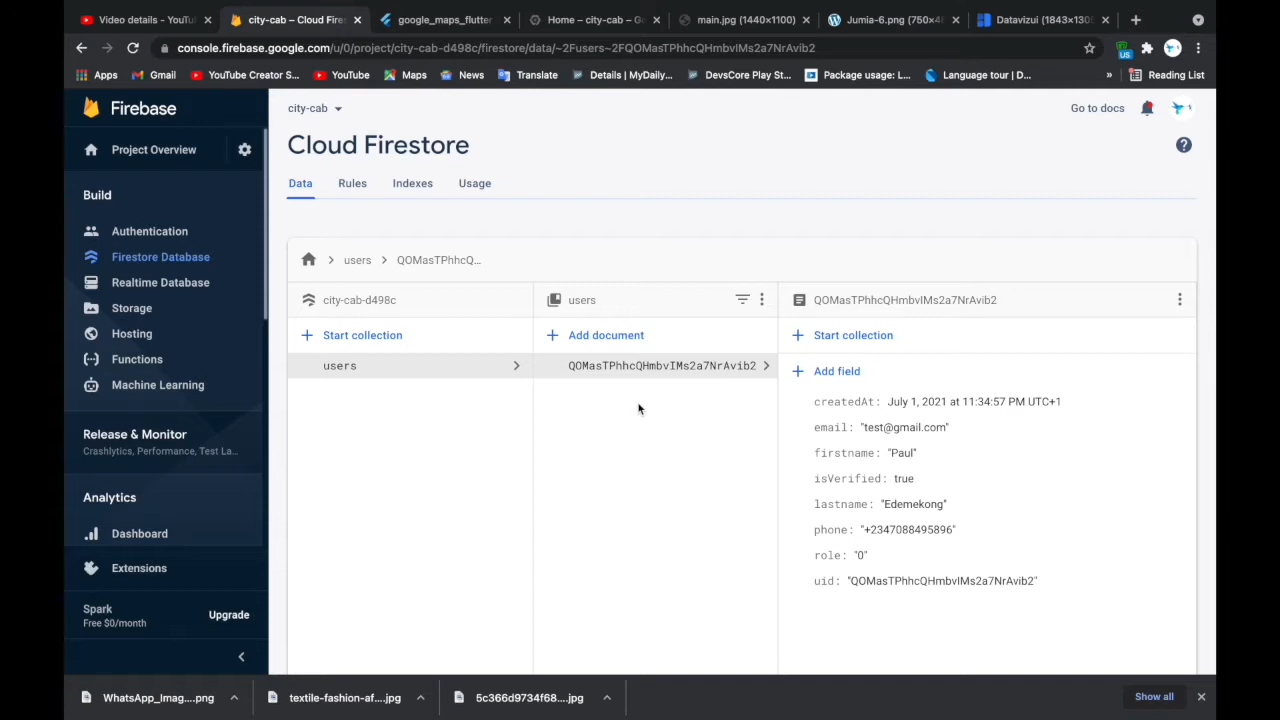 Video details - YouTu
city-cab – Cloud Fires
google_maps_flutter
Home – city-cab – G
main.jpg (1440×1100)
Jumia-6.png (750×4
Datavizui (1843×130
console.firebase.google.com/u/0/project/city-cab-d498c/firestore/data/~2Fusers~2FQOMasTPhhcQHmbvIMs2a7NrAvib2
US
Apps
Gmail
YouTube Creator S...
YouTube
Maps
News
Translate
Details | MyDaily...
DevsCore Play St...
Package usage: L...
Language tour | D...
»
Reading List
Firebase
city-cab
Go to docs
Cloud Firestore
Project Overview
Data
Rules
Indexes
Usage
Build
Authentication
Firestore Database
Realtime Database
Storage
Hosting
Functions
Machine Learning
Release & Monitor
Crashlytics, Performance, Test La...
Analytics
Dashboard
Extensions
Spark
Free $0/month
Upgrade
users
QOMasTPhhcQ...
city-cab-d498c
users
QOMasTPhhcQHmbvIMs2a7NrAvib2
Start collection
Add document
Start collection
users
QOMasTPhhcQHmbvIMs2a7NrAvib2
Add field
createdAt: July 1, 2021 at 11:34:57 PM UTC+1
email: "test@gmail.com"
firstname: "Paul"
isVerified: true
lastname: "Edemekong"
phone: "+2347088495896"
role: "0"
uid: "QOMasTPhhcQHmbvIMs2a7NrAvib2"
WhatsApp_Imag....png
textile-fashion-af....jpg
5c366d9734f68....jpg
Show all